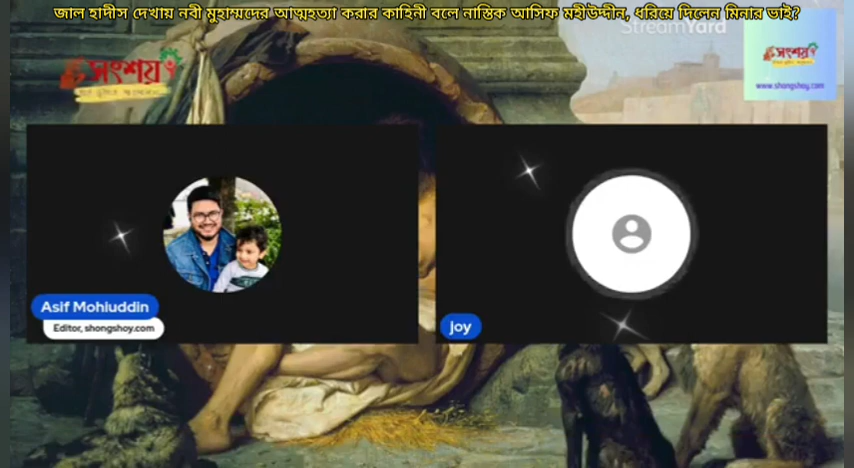 জাল হাদীস দেখায় নবী মুহাম্মদের আত্মহত্যা করার কাহিনী বলে নাস্তিক আসিফ মহীউদ্দীন, ধরিয়ে দিলেন মিনার ভাই?
StreamYard
সংশয়
সংশয়
www.shongshoy.com
Asif Mohiuddin
Editor, shongshoy.com
joy